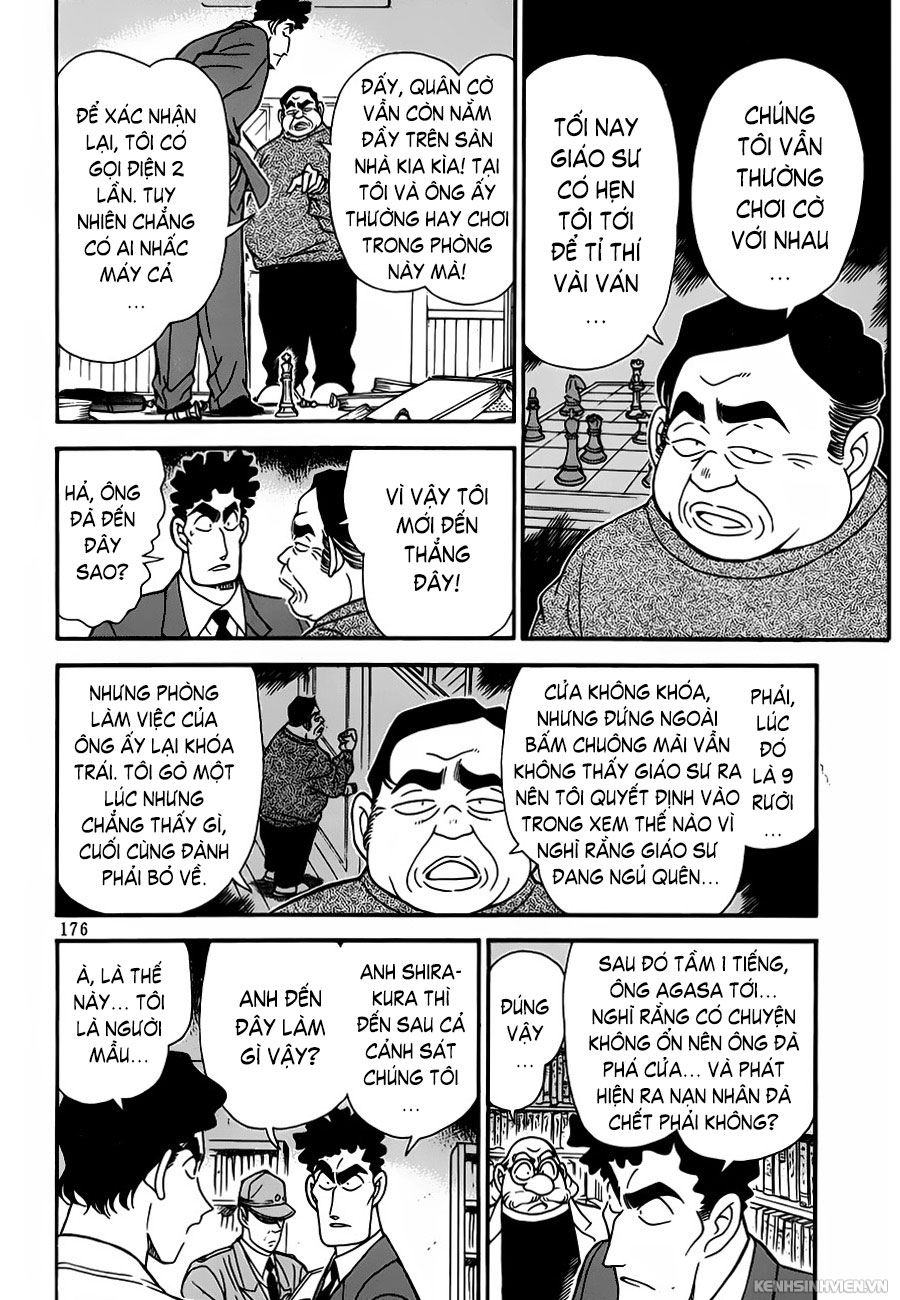 CHÚNG
TÔI VẪN
THƯỜNG
CHƠI CỜ
VỚI NHAU
...
TỐI NAY
GIÁO SƯ
CÓ HẸN
TÔI TỚI
ĐỂ TỈ THÍ
VÀI VÁN
...
ĐẤY, QUÂN CỜ
VẪN CÒN NẰM
ĐẦY TRÊN SÀN
NHÀ KIA KÌA! TẠI
TÔI VÀ ÔNG ẤY
THƯỜNG HAY CHƠI
TRONG PHÒNG
NÀY MÀ!
ĐỂ XÁC NHẬN
LẠI, TÔI CÓ
GỌI ĐIỆN 2
LẦN. TUY
NHIÊN CHẲNG
CÓ AI NHẤC
MÁY CẢ
...
VÌ VẬY TÔI
MỚI ĐẾN
THẲNG
ĐÂY!
HẢ, ÔNG
ĐÃ ĐẾN
ĐÂY
SAO?
PHẢI,
LÚC
ĐÓ
LÀ 9
RƯỠI
...
CỬA KHÔNG KHÓA,
NHƯNG ĐỨNG NGOÀI
BẤM CHUÔNG MÃI VẪN
KHÔNG THẤY GIÁO SƯ RA
NÊN TÔI QUYẾT ĐỊNH VÀO
TRONG XEM THẾ NÀO VÌ
NGHĨ RẰNG GIÁO SƯ
ĐANG NGỦ QUÊN...
NHƯNG PHÒNG
LÀM VIỆC CỦA
ÔNG ẤY LẠI KHÓA
TRÁI. TÔI GÕ MỘT
LÚC NHƯNG
CHẲNG THẤY GÌ,
CUỐI CÙNG ĐÀNH
PHẢI BỎ VỀ.
176
SAU ĐÓ TẦM 1 TIẾNG,
ÔNG AGASA TỚI...
NGHĨ RẰNG CÓ CHUYỆN
KHÔNG ỔN NÊN ÔNG ĐÃ
PHÁ CỬA... VÀ PHÁT
HIỆN RA NẠN NHÂN ĐÃ
CHẾT PHẢI KHÔNG?
ĐÚNG
VẬY
...
ANH SHIRA-
KURA THÌ
ĐẾN SAU CẢ
CẢNH SÁT
CHÚNG TÔI
...
ANH ĐẾN
ĐÂY LÀM
GÌ VẬY?
À, LÀ THẾ
NÀY... TÔI
LÀ NGƯỜI
MẪU...
KENHSINHVIEN.VN